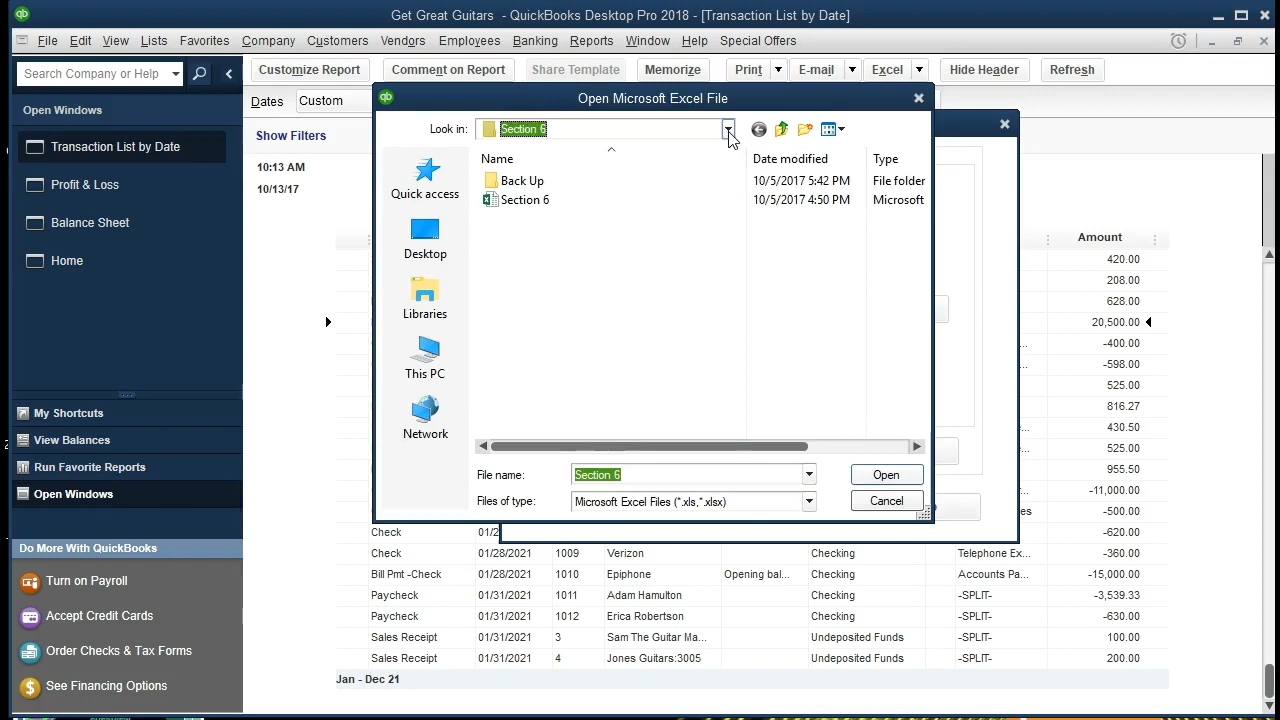 Get Great Guitars - QuickBooks Desktop Pro 2018 - [Transaction List by Date]
File Edit View Lists Favorites Company Customers Vendors Employees Banking Reports Window Help Special Offers
Search Company or Help
Customize Report Comment on Report Share Template Memorize Print E-mail Excel Hide Header Refresh
Open Windows
Dates Custom
Open Microsoft Excel File
Look in: Section 6
Show Filters
Transaction List by Date
Name Date modified Type
10:13 AM
Profit & Loss
Quick access
Back Up 10/5/2017 5:42 PM File folder
10/13/17
Section 6 10/5/2017 4:50 PM Microsoft
Balance Sheet
Amount
Desktop
Home
420.00
208.00
628.00
Libraries
20,500.00
-400.00
-598.00
This PC
525.00
816.27
My Shortcuts
Network
430.50
View Balances
525.00
Run Favorite Reports
File name: Section 6 Open
955.50
Open Windows
-11,000.00
Files of type: Microsoft Excel Files (*.xls,*.xlsx) Cancel
es -500.00
Check 01/2 -620.00
Do More With QuickBooks
Check 01/28/2021 1009 Verizon Checking Telephone Ex... -360.00
Turn on Payroll
Bill Pmt -Check 01/28/2021 1010 Epiphone Opening bal... Checking Accounts Pa... -15,000.00
Paycheck 01/31/2021 1011 Adam Hamulton Checking -SPLIT- -3,539.33
Accept Credit Cards
Paycheck 01/31/2021 1012 Erica Robertson Checking -SPLIT- -630.00
Sales Receipt 01/31/2021 3 Sam The Guitar Ma... Undeposited Funds -SPLIT- 100.00
Order Checks & Tax Forms
Sales Receipt 01/31/2021 4 Jones Guitars:3005 Undeposited Funds -SPLIT- 200.00
Jan - Dec 21
See Financing Options